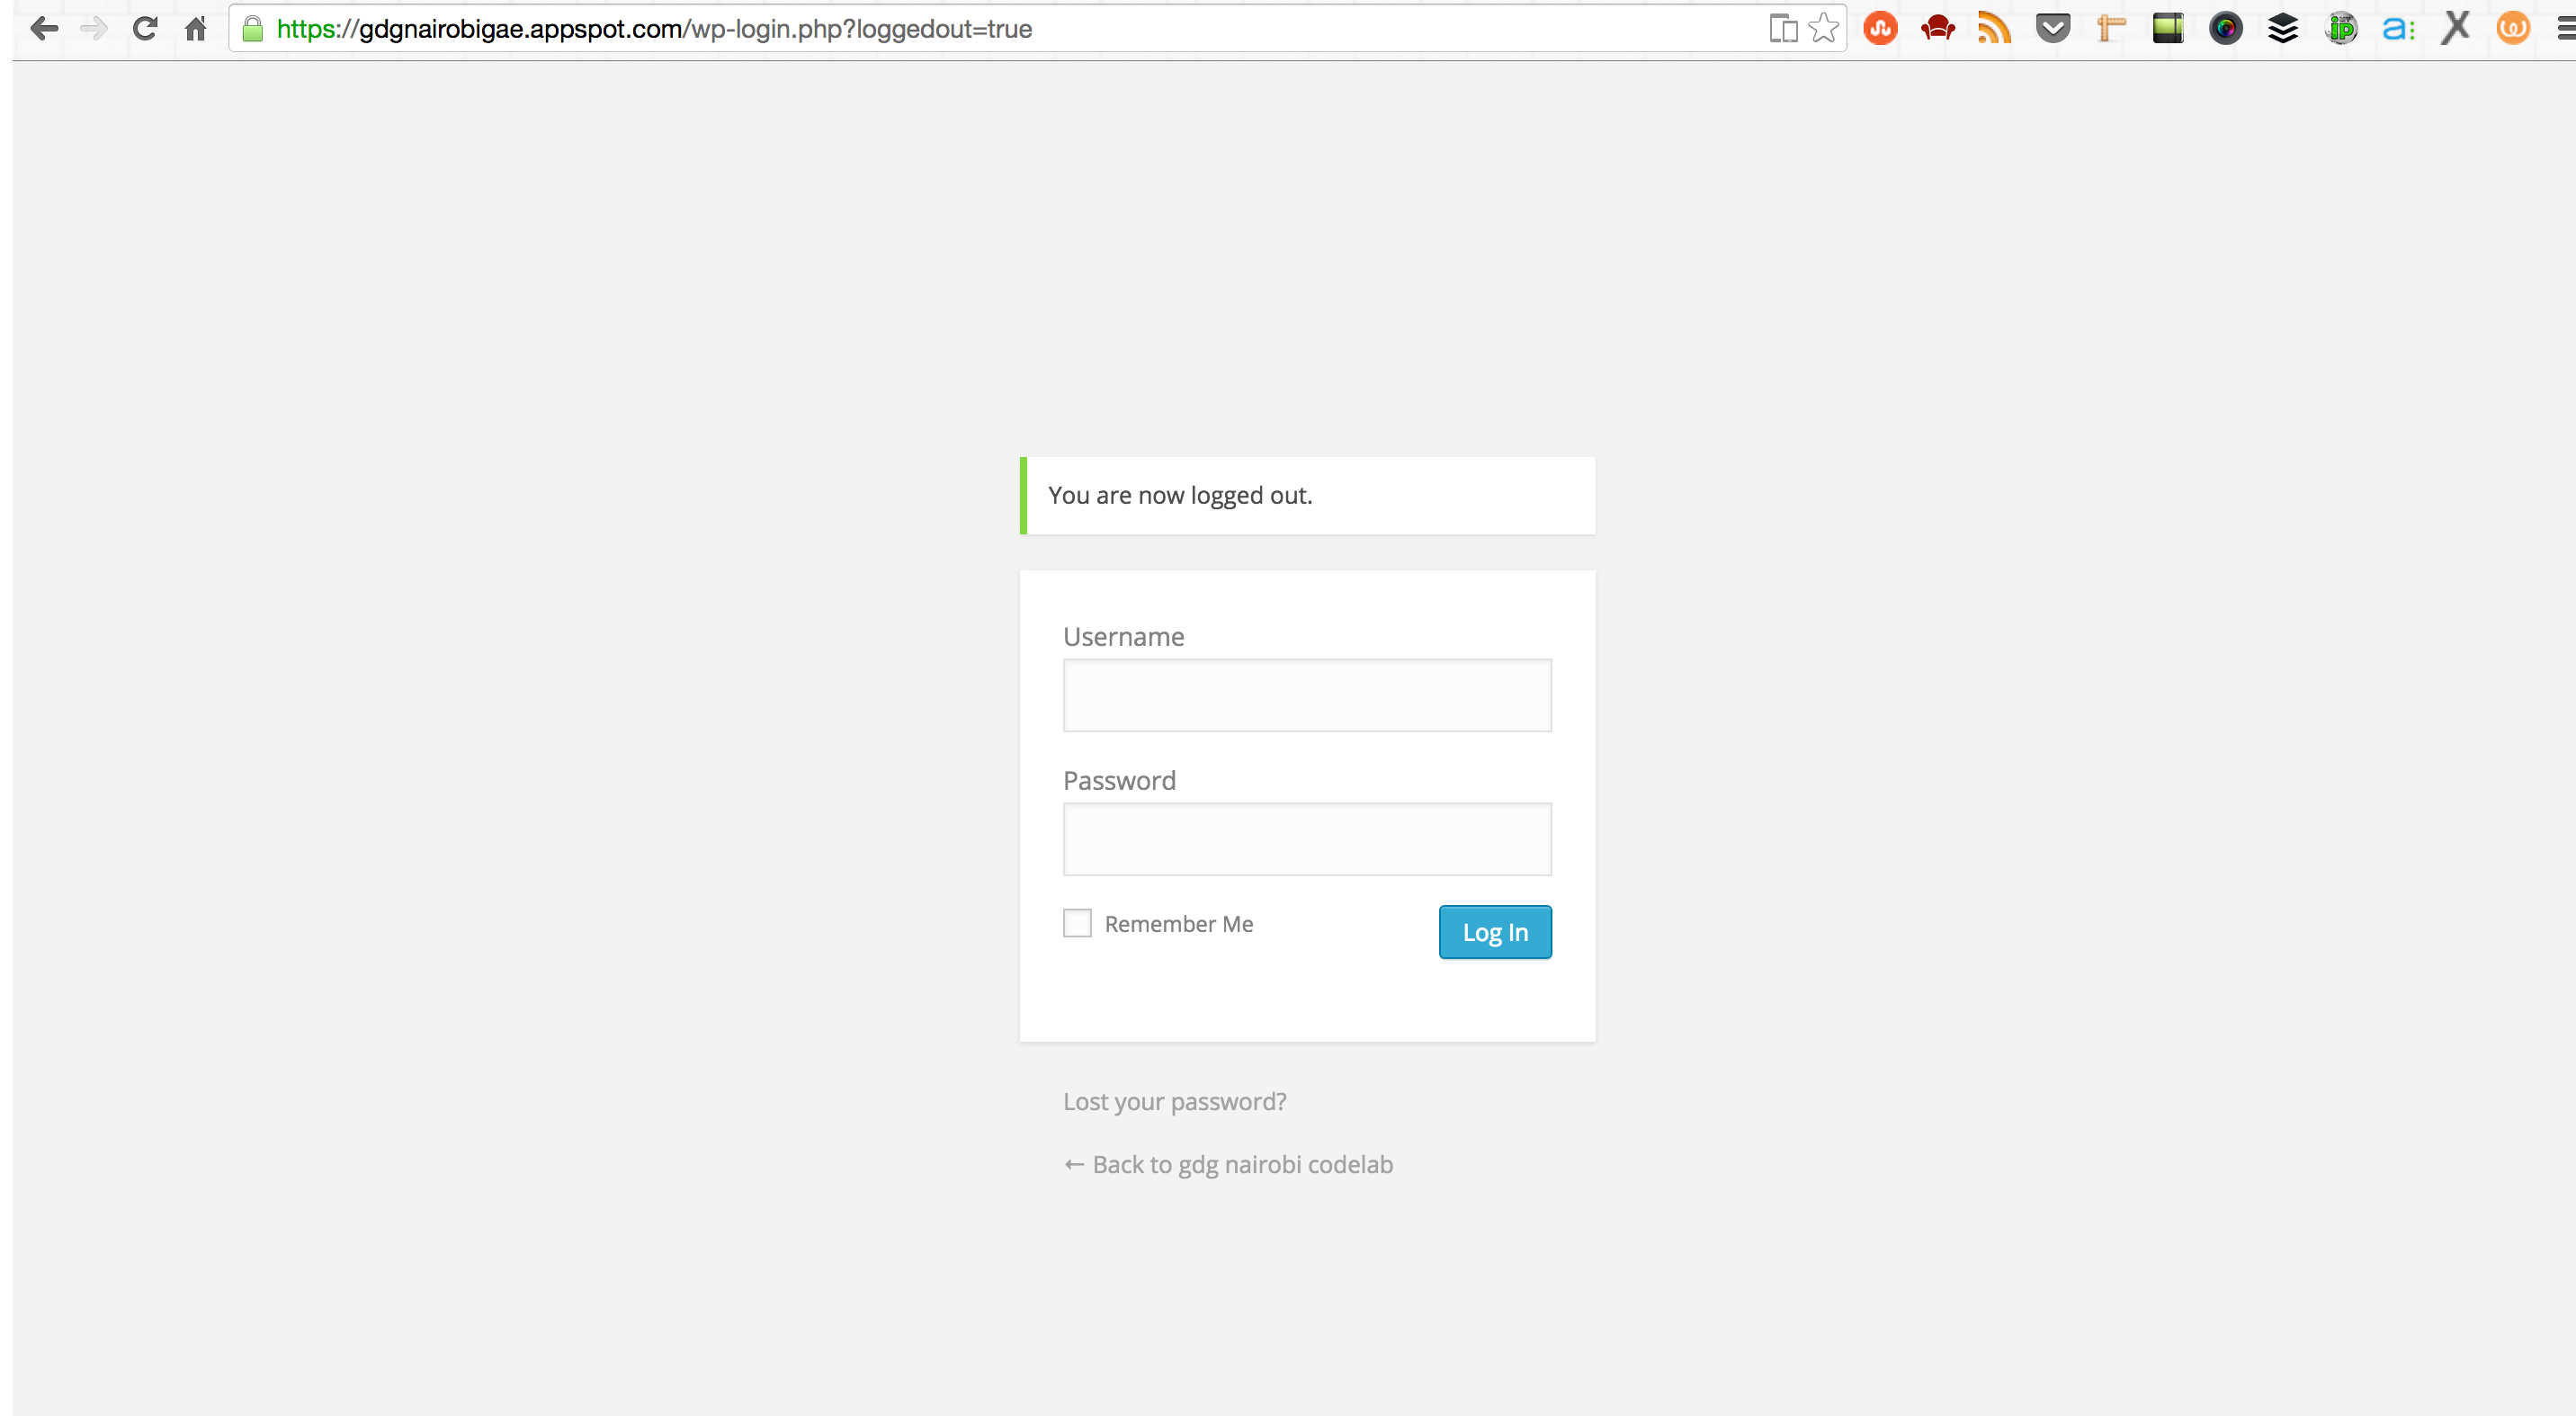 https://gdgnairobigae.appspot.com/wp-login.php?loggedout=true
iP
a:
X
You are now logged out.
Username
Password
Remember Me
Log In
Lost your password?
← Back to gdg nairobi codelab